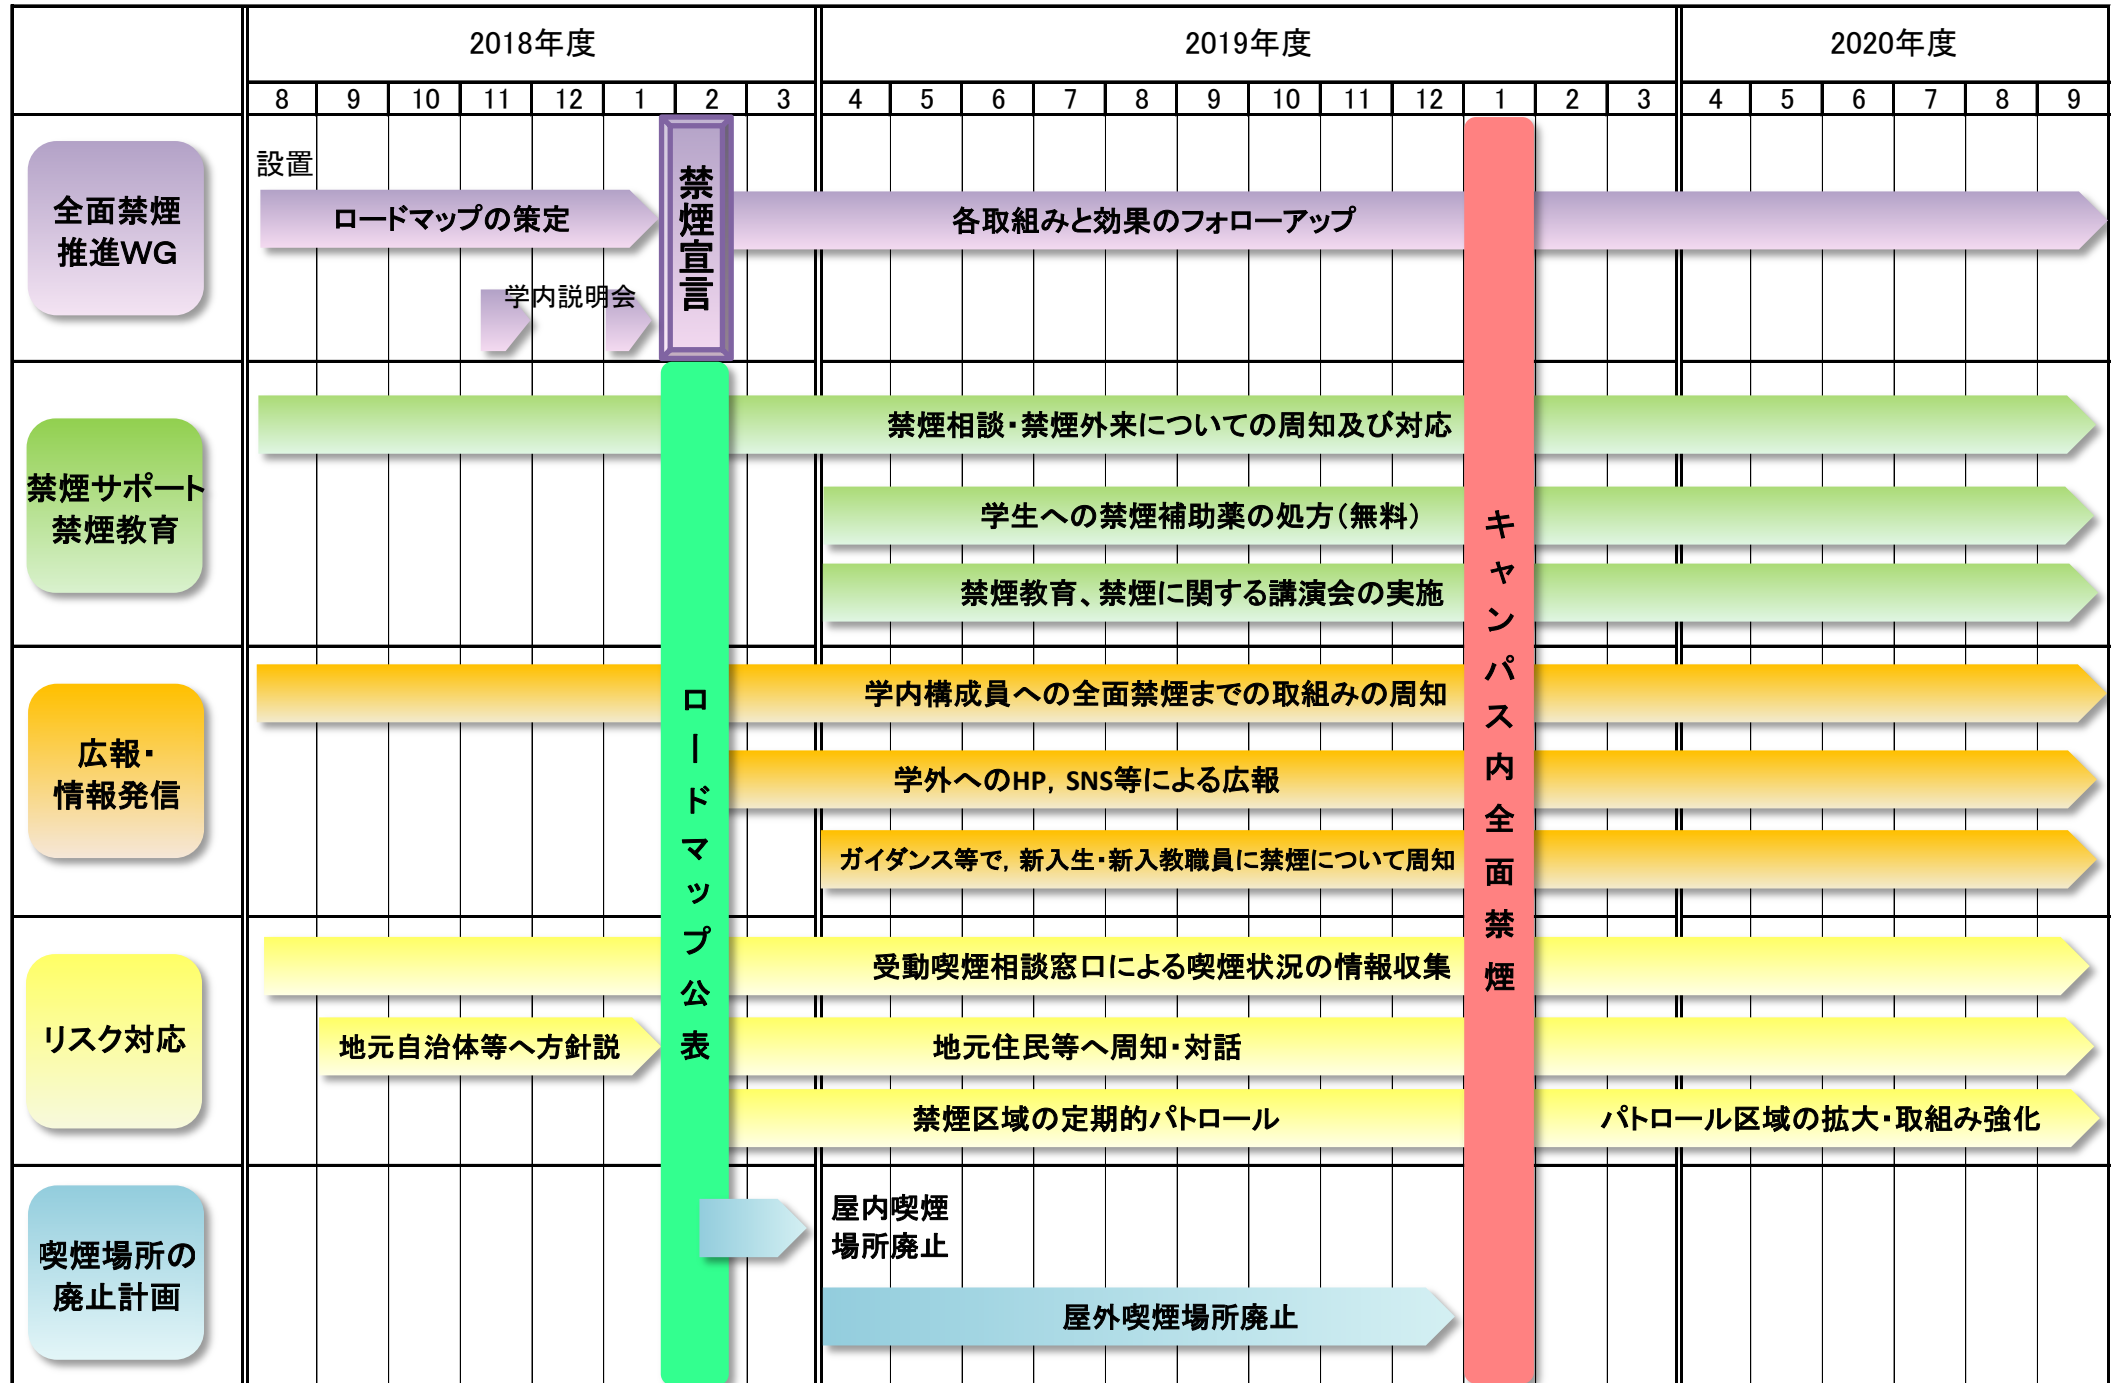 2018年度
2019年度
2020年度
8 9 10 11 12 1 2 3 4 5 6 7 8 9 10 11 12 1 2 3 4 5 6 7 8 9
全面禁煙
推進WG
設置
ロードマップの策定
学内説明会
禁煙宣言
各取組みと効果のフォローアップ
禁煙サポート
禁煙教育
禁煙相談・禁煙外来についての周知及び対応
学生への禁煙補助薬の処方（無料）
禁煙教育、禁煙に関する講演会の実施
ロードマップ公表
キャンパス内全面禁煙
広報・
情報発信
学内構成員への全面禁煙までの取組みの周知
学外へのHP，SNS等による広報
ガイダンス等で，新入生・新入教職員に禁煙について周知
リスク対応
受動喫煙相談窓口による喫煙状況の情報収集
地元自治体等へ方針説
地元住民等へ周知・対話
禁煙区域の定期的パトロール
パトロール区域の拡大・取組み強化
喫煙場所の
廃止計画
屋内喫煙
場所廃止
屋外喫煙場所廃止